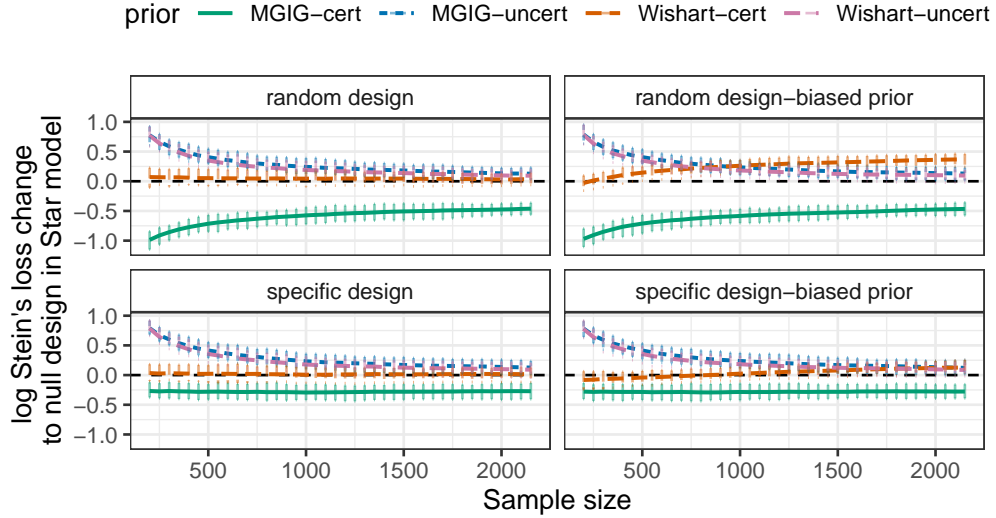 prior MGIG−cert MGIG−uncert Wishart−cert Wishart−uncert
log Stein's loss change
to null design in Star model
random design
random design−biased prior
1.0
0.5
0.0
−0.5
−1.0
specific design
specific design−biased prior
1.0
0.5
0.0
−0.5
−1.0
500 1000 1500 2000
500 1000 1500 2000
Sample size